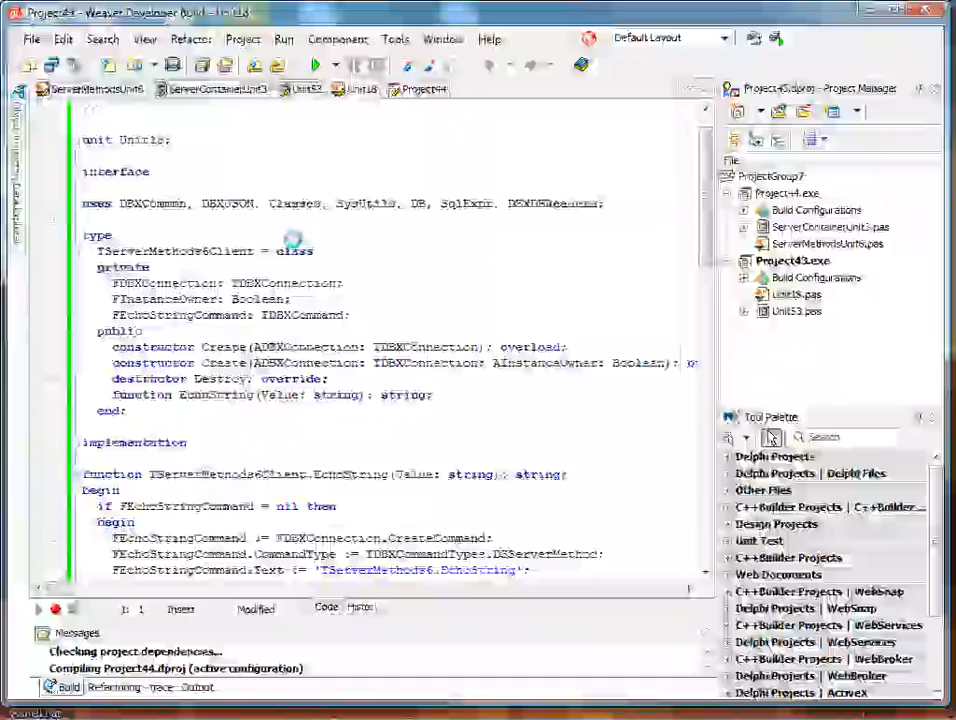 Project43 - Weaver Developer Build - Unit18
File Edit Search View Refactor Project Run Component Tools Window Help
Default Layout
ServerMethodsUnit6 ServerContainerUnit3 Unit53 Unit18 Project44
Project43.dproj - Project Manager
unit Unit18;
interface
File
ProjectGroup7
Project44.exe
uses DBXCommon, DBXJSON, Classes, SysUtils, DB, SqlExpr, DBXDBReaders;
Build Configurations
ServerContainerUnit3.pas
type
ServerMethodsUnit6.pas
TServerMethods6Client = class
Project43.exe
private
Build Configurations
FDBXConnection: TDBXConnection;
Unit18.pas
FInstanceOwner: Boolean;
Unit53.pas
FEchoStringCommand: TDBXCommand;
public
constructor Create(ADBXConnection: TDBXConnection); overload;
constructor Create(ADBXConnection: TDBXConnection; AInstanceOwner: Boolean);
destructor Destroy; override;
function EchoString(Value: string): string;
end;
Tool Palette
Search
implementation
Delphi Projects
function TServerMethods6Client.EchoString(Value: string): string;
Delphi Projects | Delphi Files
begin
Other Files
if FEchoStringCommand = nil then
C++Builder Projects | C++Builder ...
begin
Design Projects
FEchoStringCommand := FDBXConnection.CreateCommand;
Unit Test
FEchoStringCommand.CommandType := TDBXCommandTypes.DSServerMethod;
C++Builder Projects
FEchoStringCommand.Text := 'TServerMethods6.EchoString';
Web Documents
C++Builder Projects | WebSnap
1: 1 Insert Modified Code History
Delphi Projects | WebSnap
C++Builder Projects | WebServices
Messages
Delphi Projects | WebServices
Checking project dependencies...
C++Builder Projects | WebBroker
Compiling Project44.dproj (active configuration)
Delphi Projects | WebBroker
Build Refactoring Trace Output
Delphi Projects | ActiveX